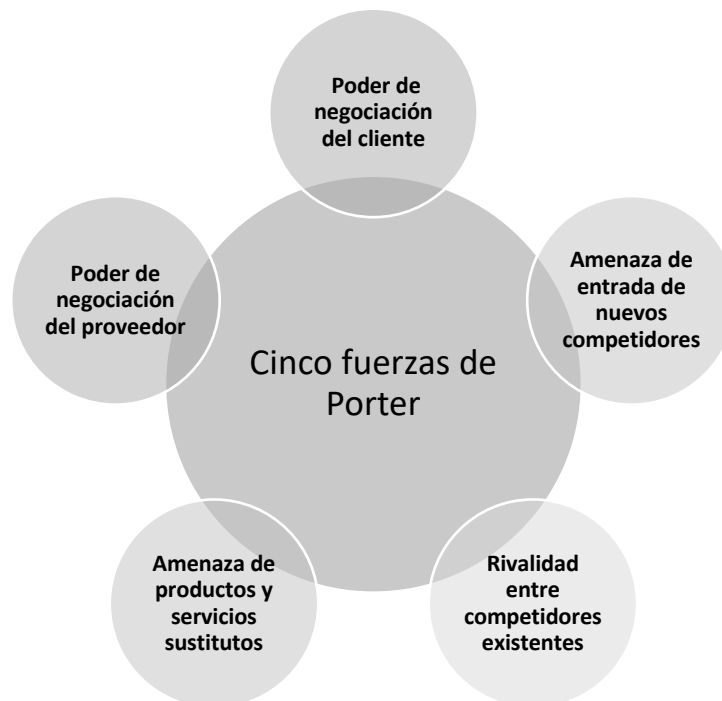 Poder de
negociación
del cliente
Poder de
negociación
del proveedor
Amenaza de
entrada de
nuevos
competidores
Cinco fuerzas de
Porter
Amenaza de
productos y
servicios
sustitutos
Rivalidad
entre
competidores
existentes